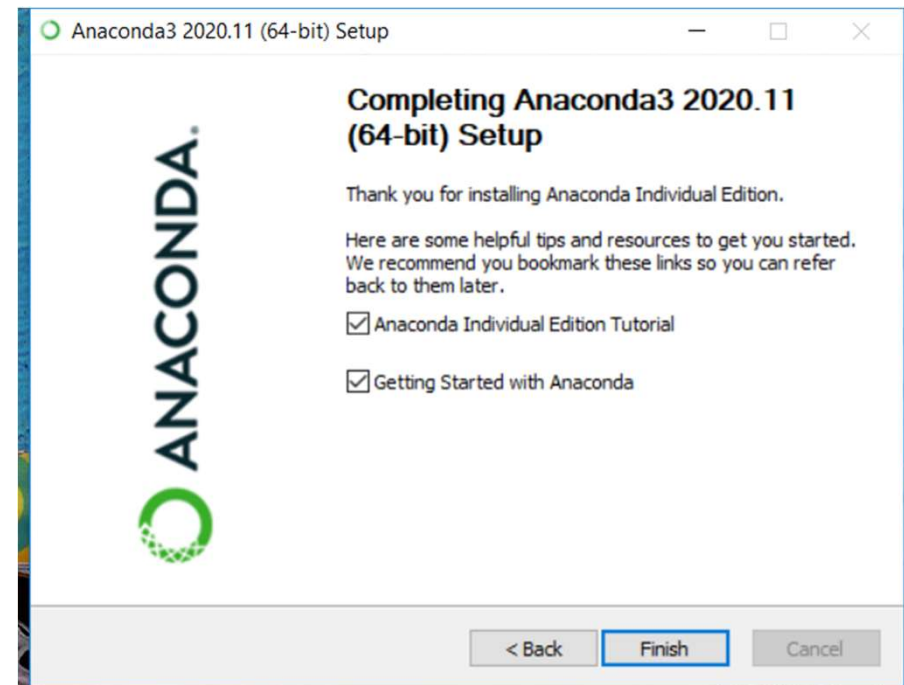 Anaconda3 2020.11 (64-bit) Setup
ANACONDA.
Completing Anaconda3 2020.11
(64-bit) Setup
Thank you for installing Anaconda Individual Edition.
Here are some helpful tips and resources to get you started.
We recommend you bookmark these links so you can refer
back to them later.
Anaconda Individual Edition Tutorial
Getting Started with Anaconda
< Back
Finish
Cancel